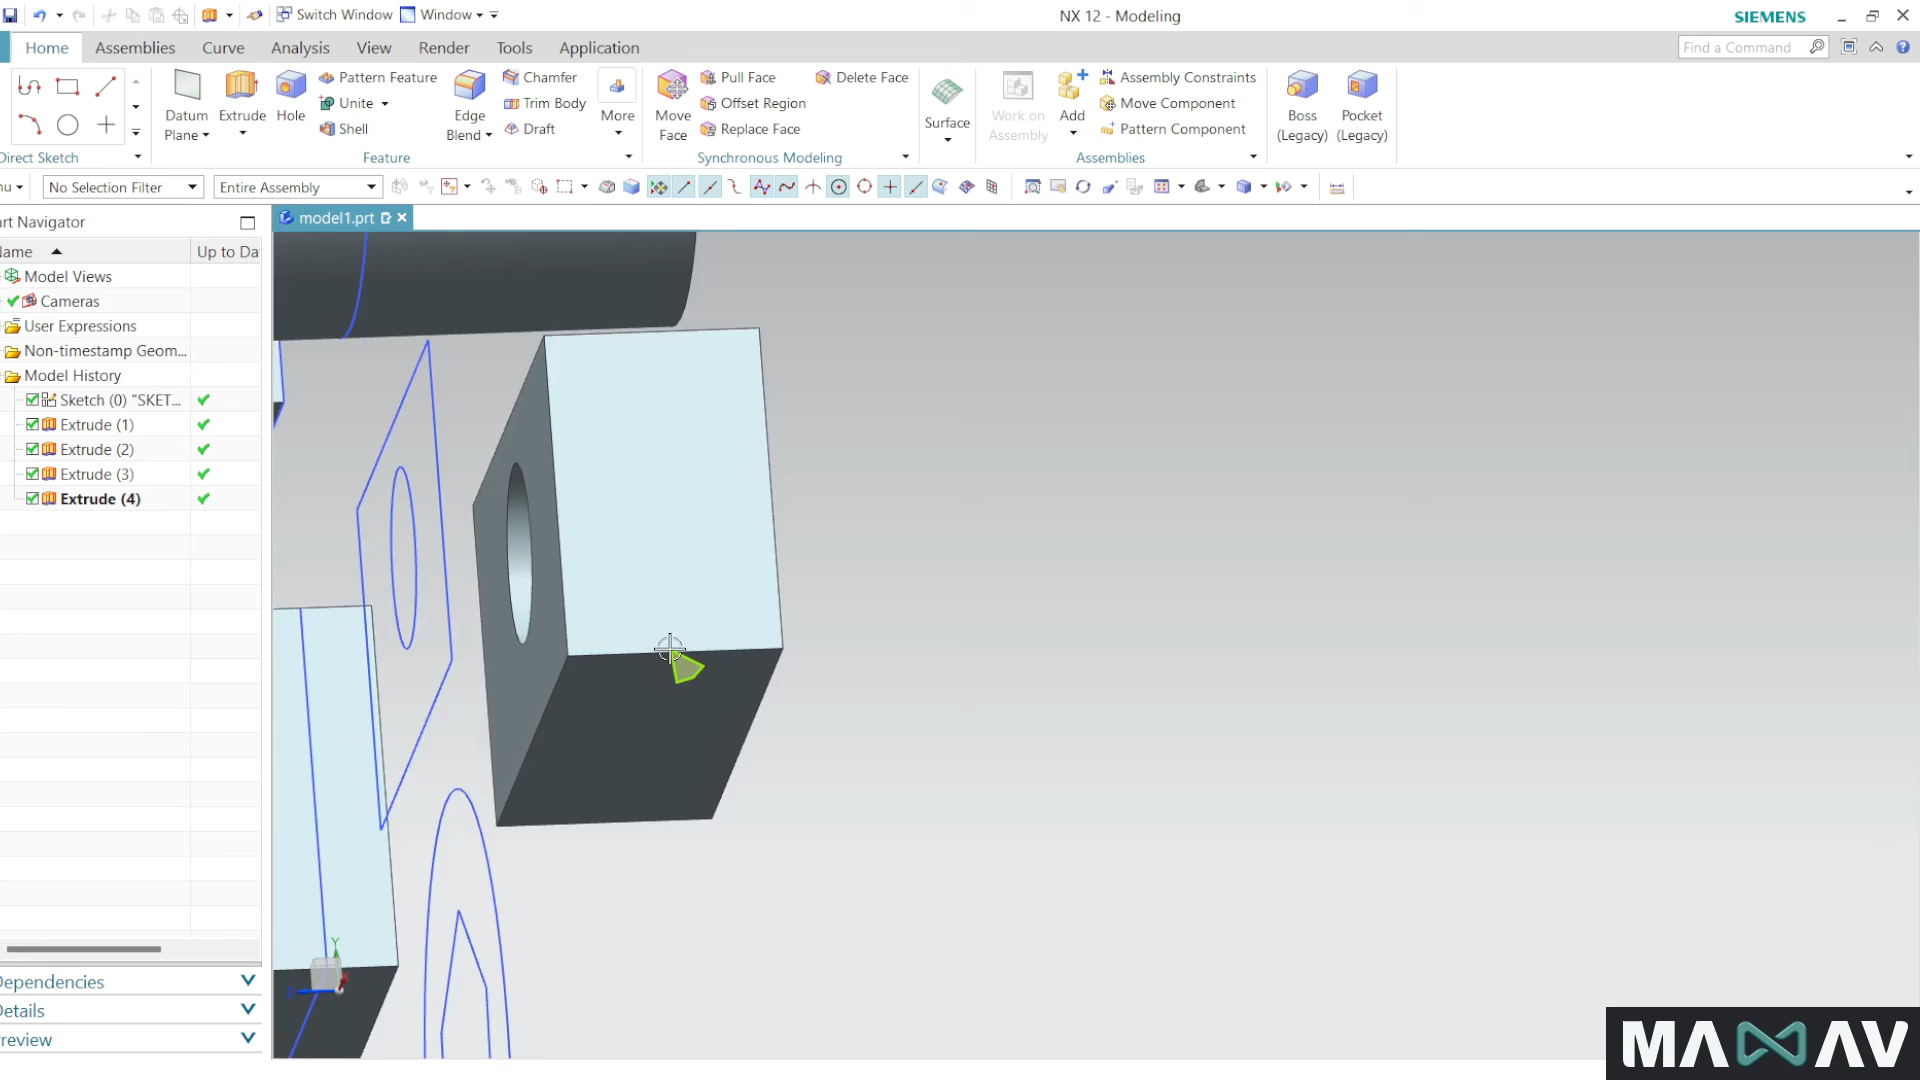 Switch Window Window NX 12 - Modeling SIEMENS
Home Assemblies Curve Analysis View Render Tools Application Find a Command
Pattern Feature Chamfer Pull Face Delete Face Assembly Constraints
Unite Trim Body Offset Region Move Component
Datum Extrude Hole Edge More Move Surface Work on Add Boss Pocket
Plane Shell Blend Draft Face Replace Face Assembly Pattern Component (Legacy) (Legacy)
Direct Sketch Feature Synchronous Modeling Assemblies
nu No Selection Filter Entire Assembly
art Navigator model1.prt
Name Up to Da
Model Views
Cameras
User Expressions
Non-timestamp Geom...
Model History
Sketch (0) "SKET...
Extrude (1)
Extrude (2)
Extrude (3)
Extrude (4)
Y
Z
Dependencies
Details
Preview
MANAV